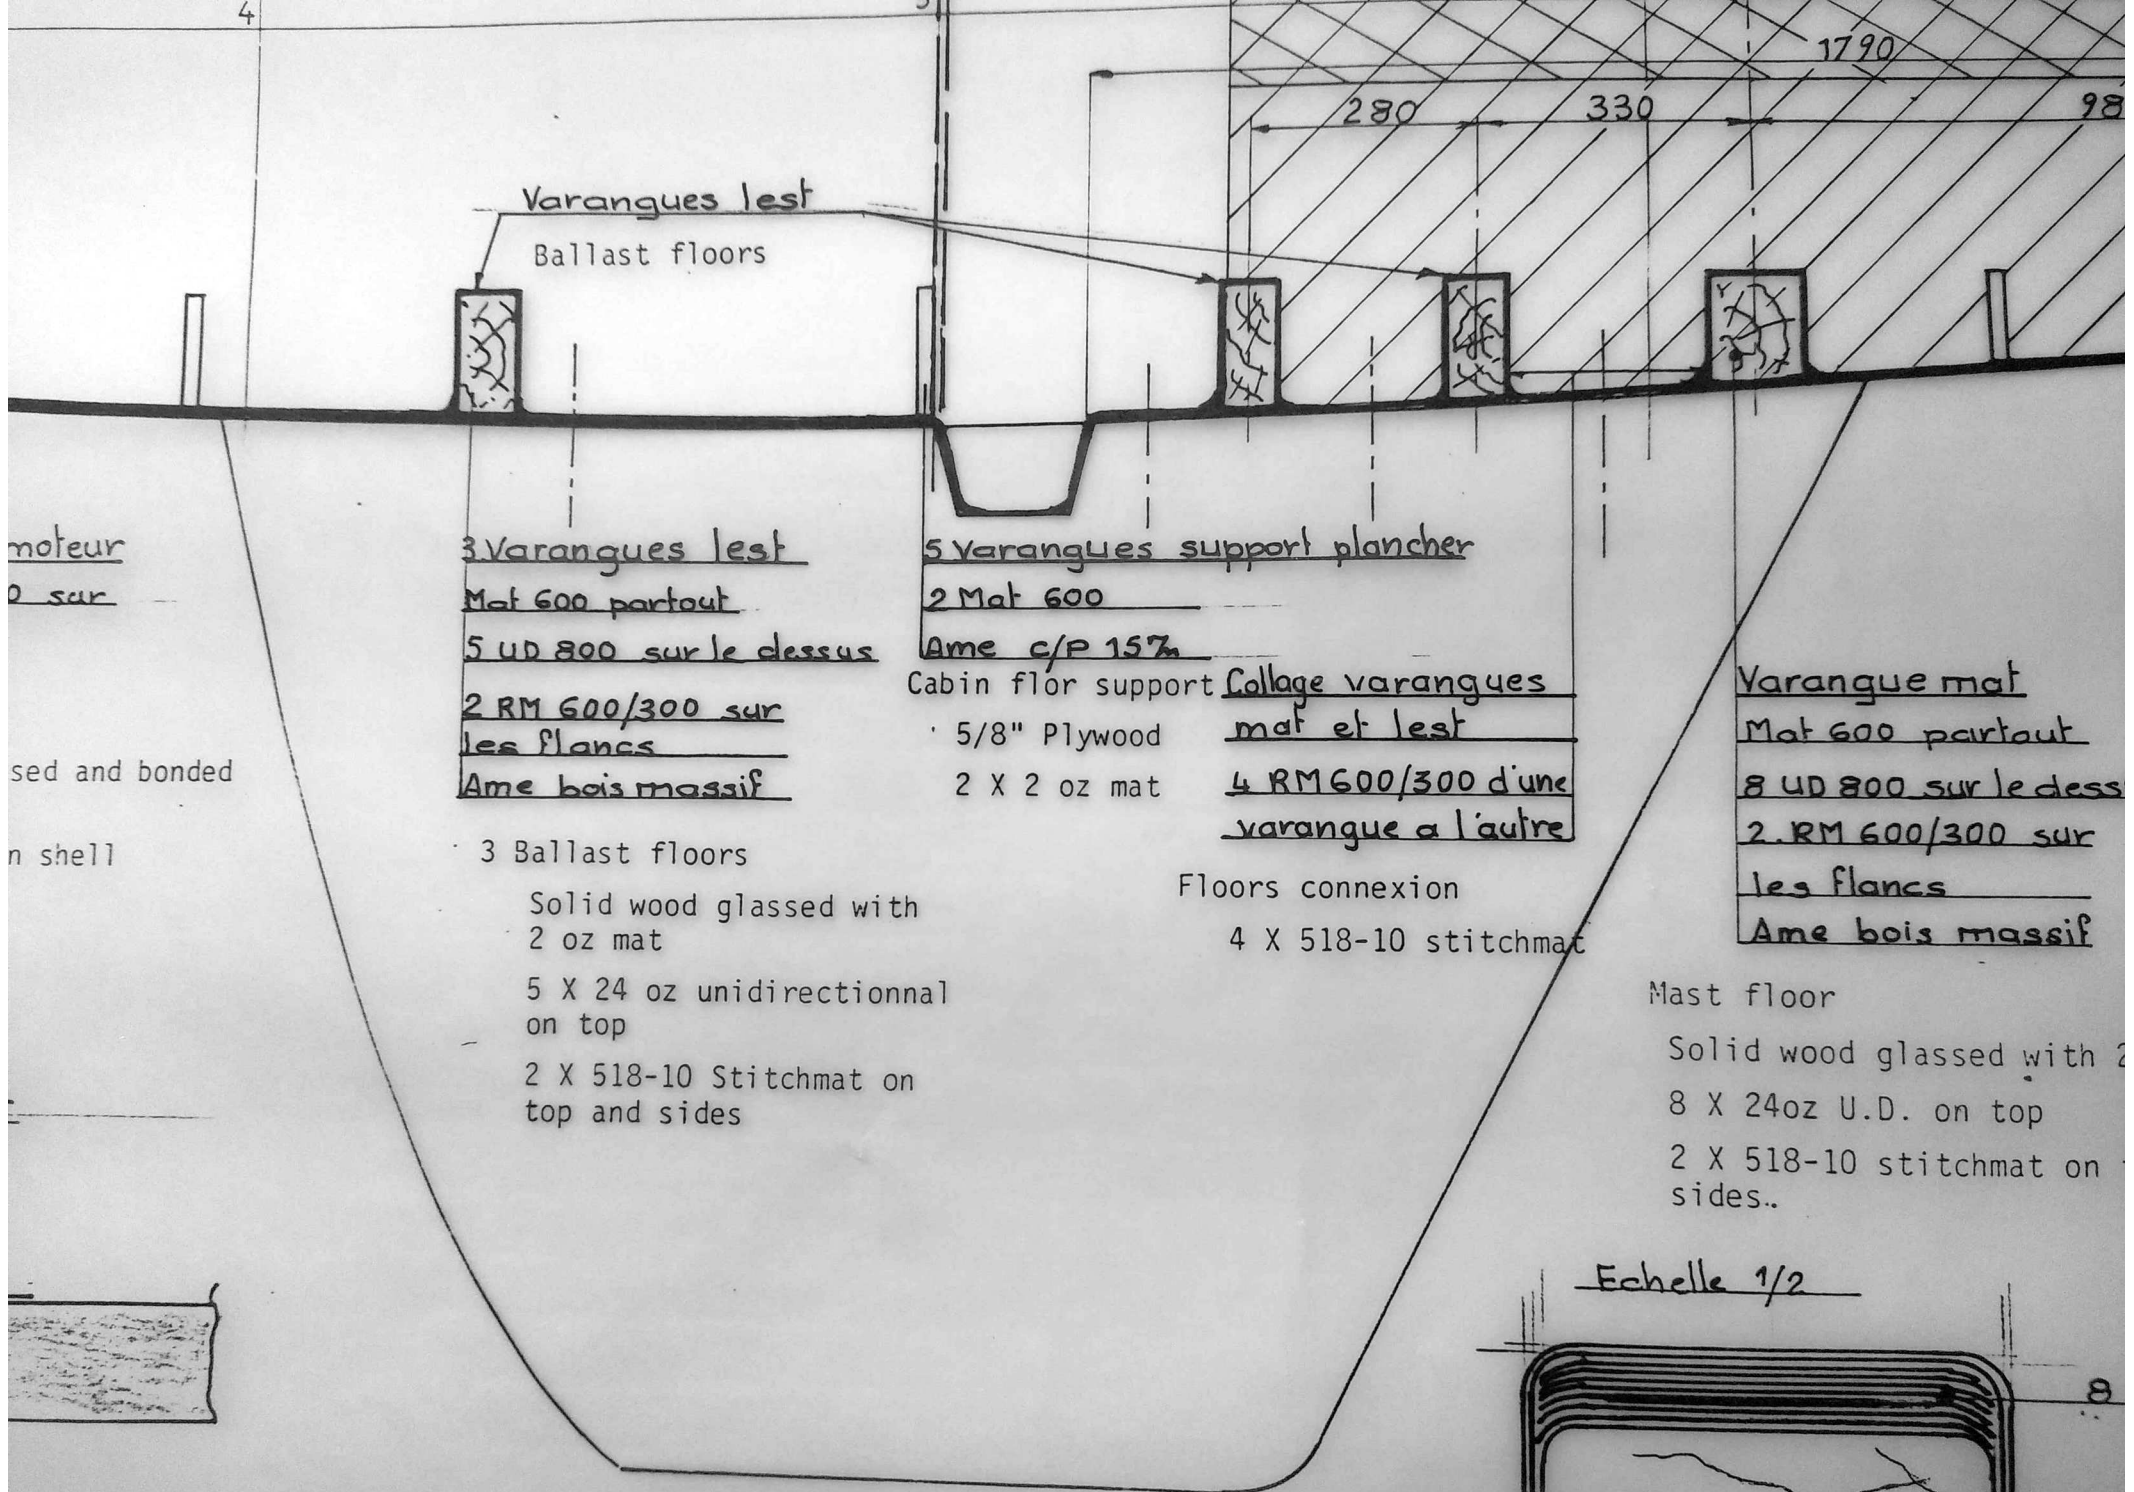 4
1790
280
330
98
Varangues lest
Ballast floors
moteur
0 sur
sed and bonded
n shell
3 Varangues lest
Mat 600 partout
5 UD 800 sur le dessus
2 RM 600/300 sur
les flancs
Ame bois massif
3 Ballast floors
Solid wood glassed with
2 oz mat
5 X 24 oz unidirectionnal
on top
2 X 518-10 Stitchmat on
top and sides
5 Varangues support plancher
2 Mat 600
Ame c/P 15
Cabin flor support
5/8" Plywood
2 X 2 oz mat
Collage varangues
mat et lest
4 RM 600/300 d'une
varangue a l'autre
Floors connexion
4 X 518-10 stitchmat
Varangue mat
Mat 600 partout
8 UD 800 sur le dess
2.RM 600/300 sur
les flancs
Ame bois massif
Mast floor
Solid wood glassed with 2
8 X 24oz U.D. on top
2 X 518-10 stitchmat on
sides..
Echelle 1/2
8